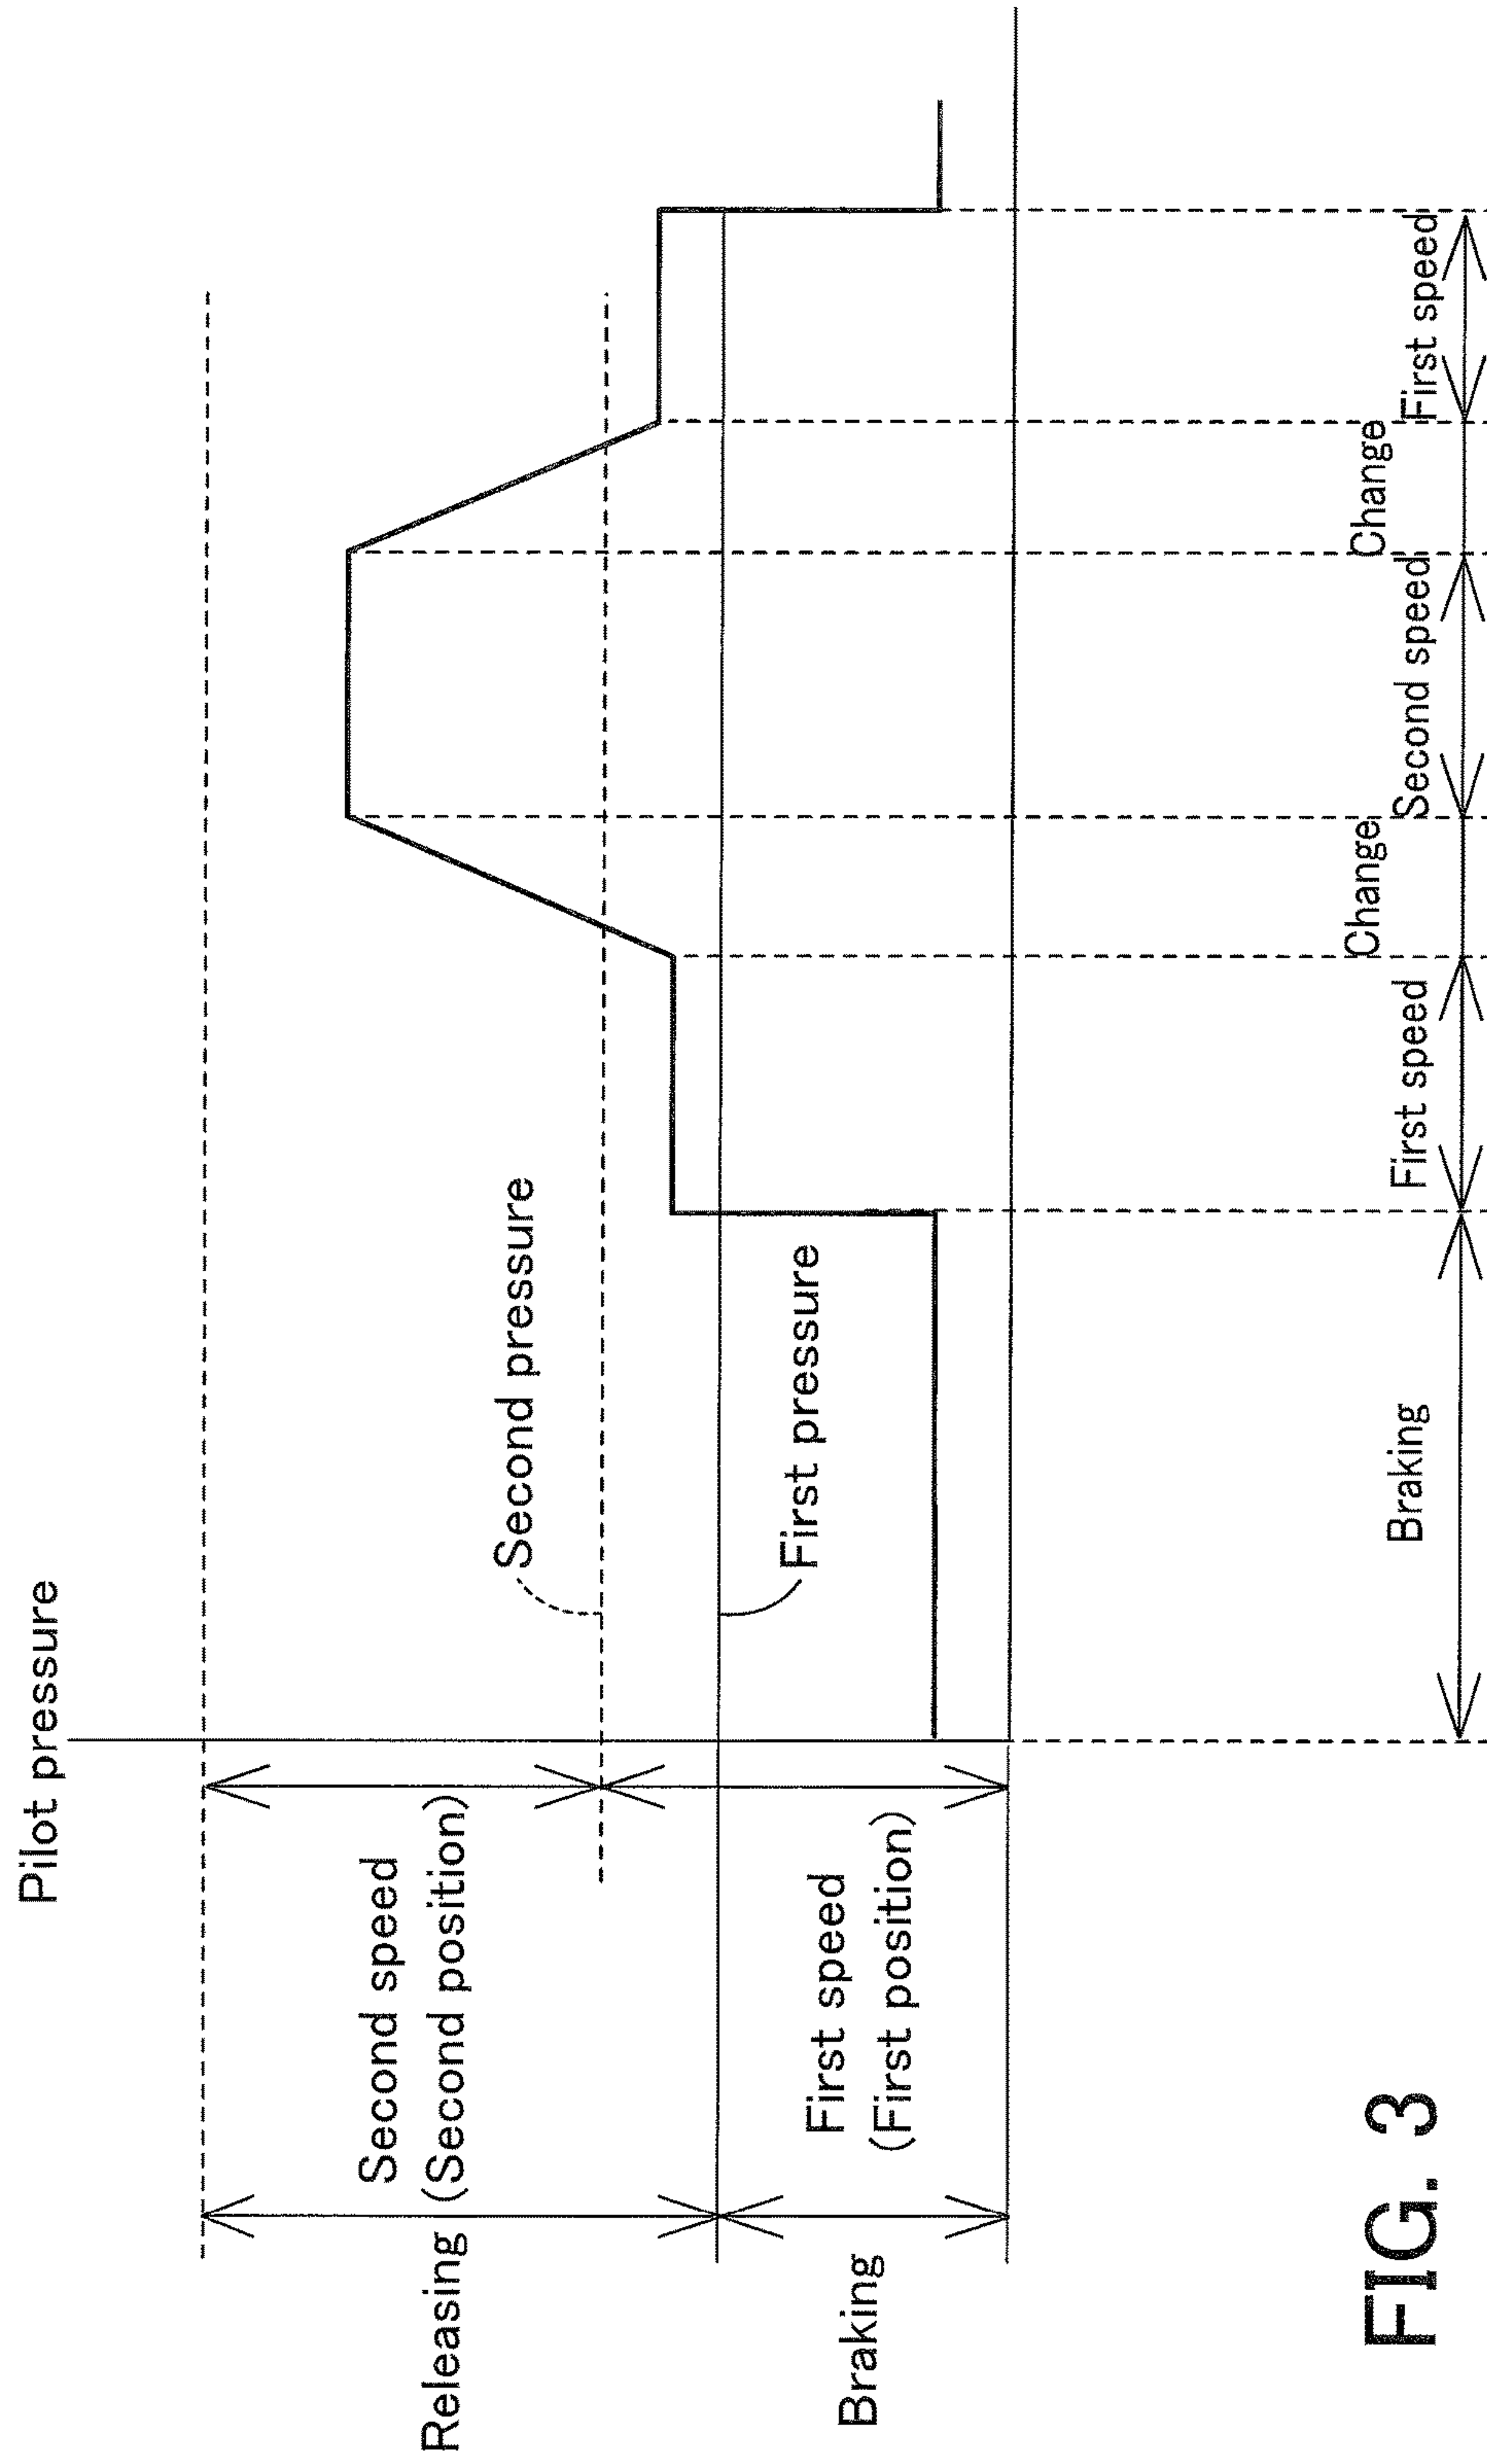 Pilot pressure
Second pressure
First pressure
Second speed
(Second position)
Releasing
First speed
(First position)
Braking
Braking
First speed
Change
Second speed
Change
First speed
FIG. 3